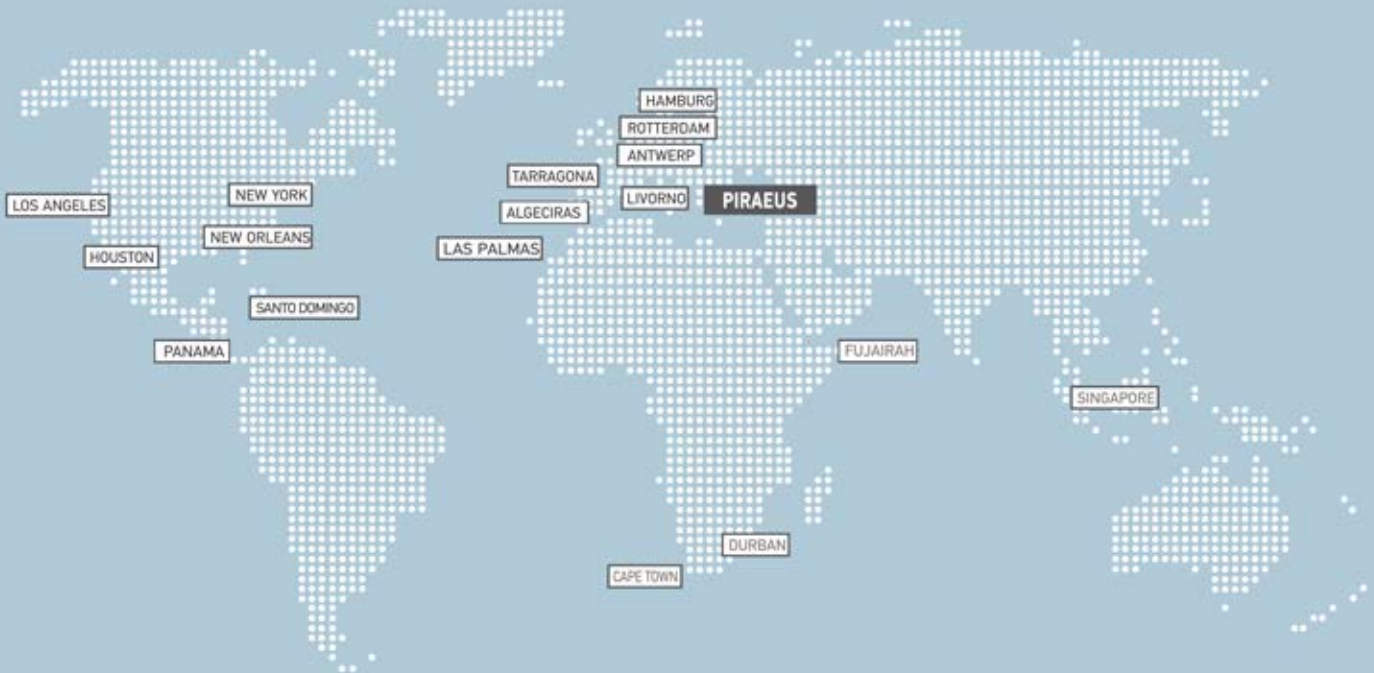 HAMBURG
ROTTERDAM
ANTWERP
TARRAGONA
NEW YORK
LIVORNO
PIRAEUS
LOS ANGELES
ALGECIRAS
NEW ORLEANS
LAS PALMAS
HOUSTON
SANTO DOMINGO
PANAMA
FUJAIRAH
SINGAPORE
DURBAN
CAPE TOWN